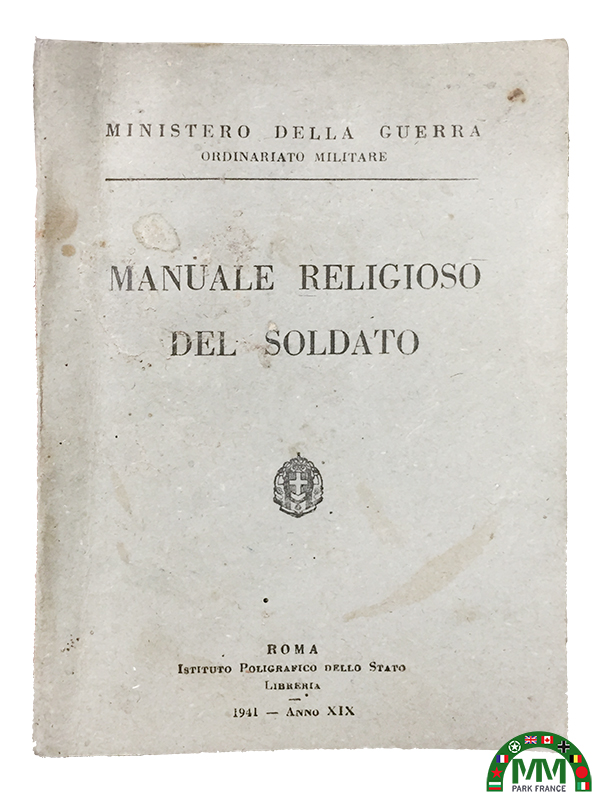 MINISTERO DELLA GUERRA
ORDINARIATO MILITARE
MANUALE RELIGIOSO
DEL SOLDATO
ROMA
ISTITUTO POLIGRAFICO DELLO STATO
LIBRERIA
1941 — ANNO XIX
MM
PARK FRANCE